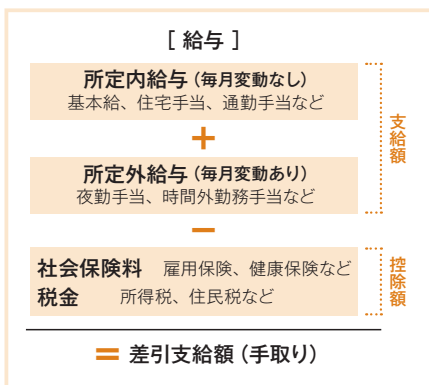 [ 給与 ]
所定内給与（毎月変動なし）
基本給、住宅手当、通勤手当など
＋
所定外給与（毎月変動あり）
夜勤手当、時間外勤務手当など
支給額
－
社会保険料　雇用保険、健康保険など
税金　所得税、住民税など
控除額
＝ 差引支給額（手取り）